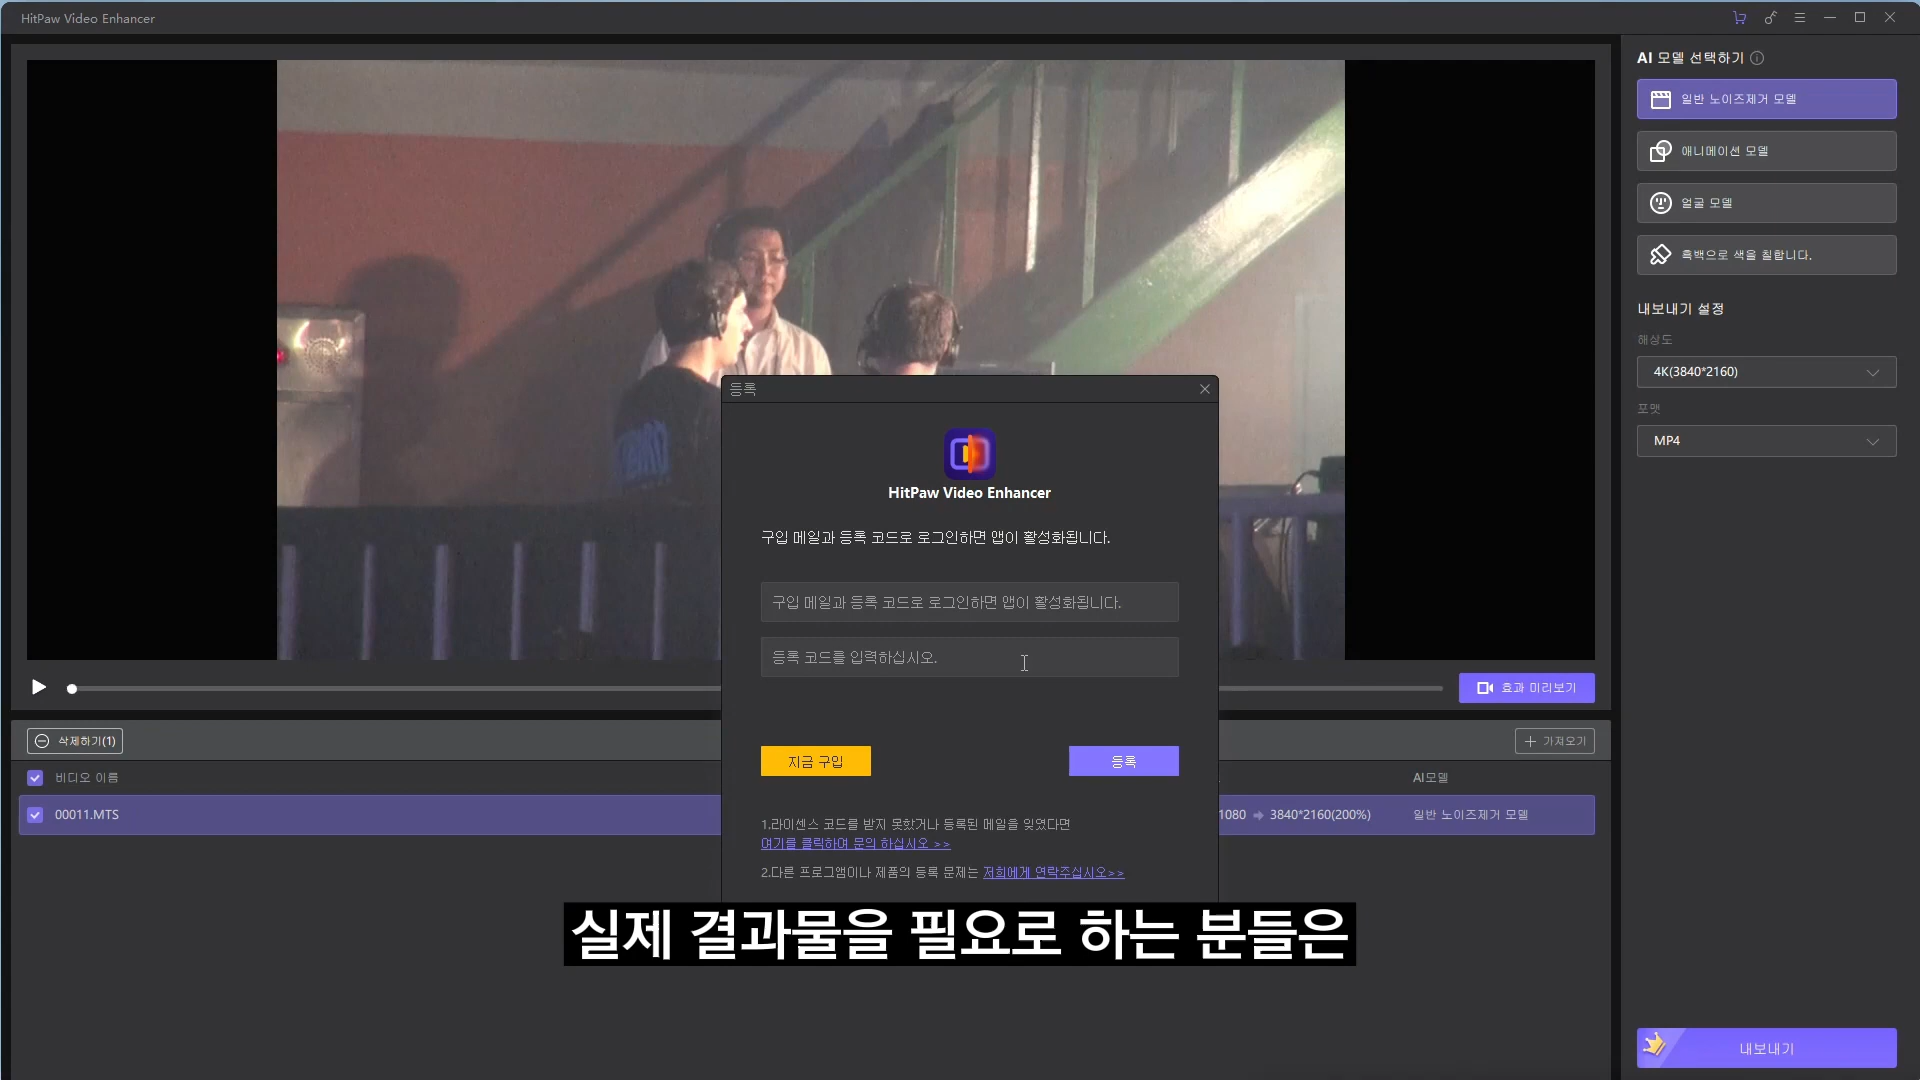 HitPaw Video Enhancer
AI 모델 선택하기
일반 노이즈제거 모델
애니메이션 모델
얼굴 모델
흑백으로 색을 칠합니다.
내보내기 설정
해상도
4K(3840*2160)
포맷
MP4
등록
HitPaw Video Enhancer
구입 메일과 등록 코드로 로그인하면 앱이 활성화됩니다.
구입 메일과 등록 코드로 로그인하면 앱이 활성화됩니다.
등록 코드를 입력하십시오.
효과 미리보기
삭제하기(1)
가져오기
지금 구입
등록
비디오 이름
AI모델
00011.MTS
1080
3840*2160(200%)
일반 노이즈제거 모델
1.라이센스 코드를 받지 못했거나 등록된 메일을 잊었다면
여기를 클릭하며 문의 하십시오 >>
2.다른 프로그앰이나 제품의 등록 문제는 저희에게 연락주십시오>>
실제 결과물을 필요로 하는 분들은
내보내기